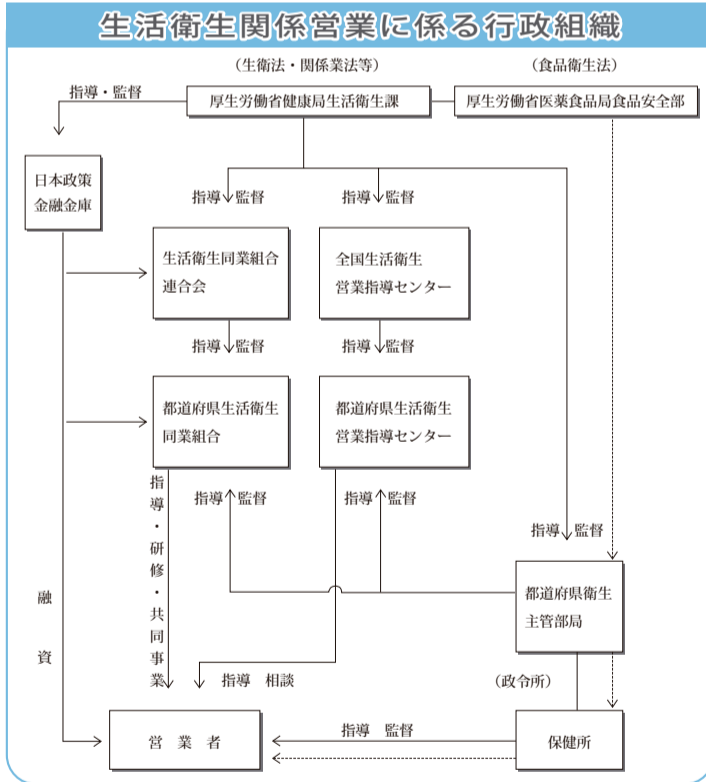 生活衛生関係営業に係る行政組織
（生衛法・関係業法等）
（食品衛生法）
指導・監督
厚生労働省健康局生活衛生課
厚生労働省医薬食品局食品安全部
日本政策
金融金庫
指導 監督
指導 監督
生活衛生同業組合
連合会
全国生活衛生
営業指導センター
指導 監督
指導 監督
都道府県生活衛生
同業組合
都道府県生活衛生
営業指導センター
指導・研修・共同事業
指導 監督
指導 監督
指導 監督
都道府県衛生
主管部局
融資
指導 相談
（政令所）
営業者
指導 監督
保健所